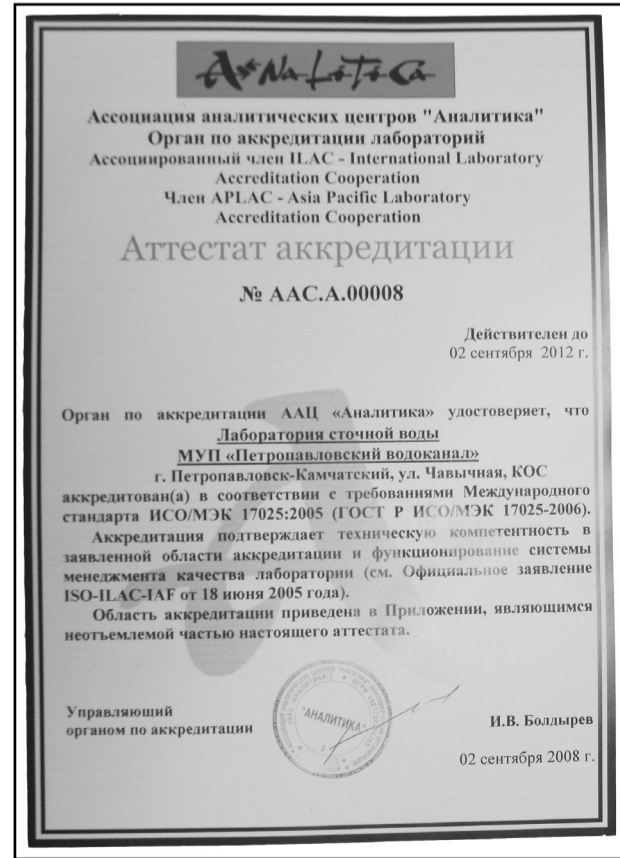 AsNaLiTiCa
Ассоциация аналитических центров "Аналитика"
Орган по аккредитации лабораторий
Ассоциированный член ILAC - International Laboratory
Accreditation Cooperation
Член APLAC - Asia Pacific Laboratory
Accreditation Cooperation
Аттестат аккредитации
№ ААС.А.00008
Действителен до
02 сентября 2012 г.
Орган по аккредитации ААЦ «Аналитика» удостоверяет, что
Лаборатория сточной воды
МУП «Петропавловский водоканал»
г. Петропавловск-Камчатский, ул. Чавычная, КОС
аккредитован(а) в соответствии с требованиями Международного
стандарта ИСО/МЭК 17025:2005 (ГОСТ Р ИСО/МЭК 17025-2006).
Аккредитация подтверждает техническую компетентность в
заявленной области аккредитации и функционирование системы
менеджмента качества лаборатории (см. Официальное заявление
ISO-ILAC-IAF от 18 июня 2005 года).
Область аккредитации приведена в Приложении, являющимся
неотъемлемой частью настоящего аттестата.
Управляющий
органом по аккредитации
"АНАЛИТИКА"
И.В. Болдырев
02 сентября 2008 г.